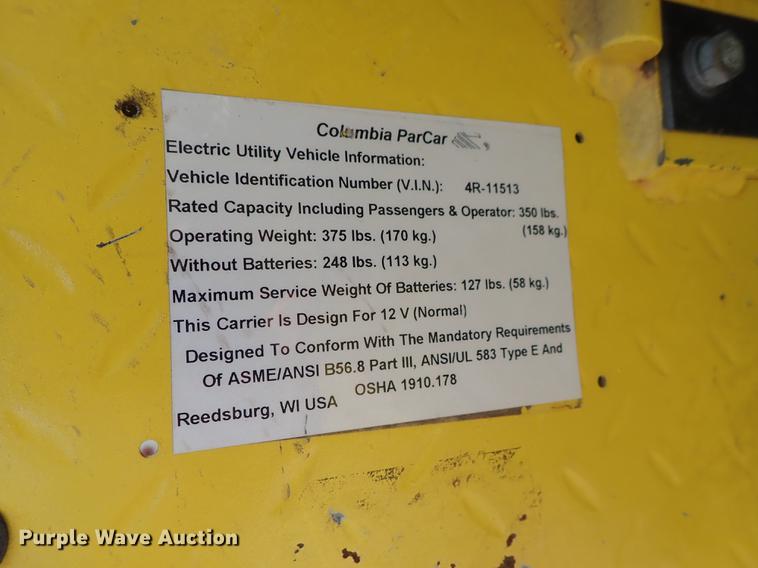 Columbia ParCar
Electric Utility Vehicle Information:
Vehicle Identification Number (V.I.N.): 4R-11513
Rated Capacity Including Passengers & Operator: 350 lbs.
(158 kg.)
Operating Weight: 375 lbs. (170 kg.)
Without Batteries: 248 lbs. (113 kg.)
Maximum Service Weight Of Batteries: 127 lbs. (58 kg.)
This Carrier Is Design For 12 V (Normal)
Designed To Conform With The Mandatory Requirements
Of ASME/ANSI B56.8 Part III, ANSI/UL 583 Type E And
OSHA 1910.178
Reedsburg, WI USA
Purple Wave Auction